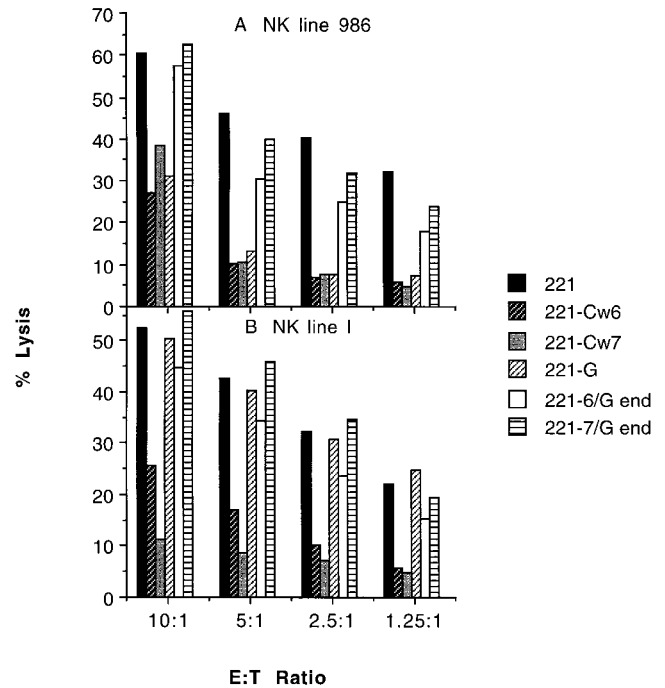 A NK line 986
70
60
50
40
30
20
10
0
B NK line I
50
40
30
20
10
0
% Lysis
10:1
5:1
2.5:1
1.25:1
E:T Ratio
221
221-Cw6
221-Cw7
221-G
221-6/G end
221-7/G end